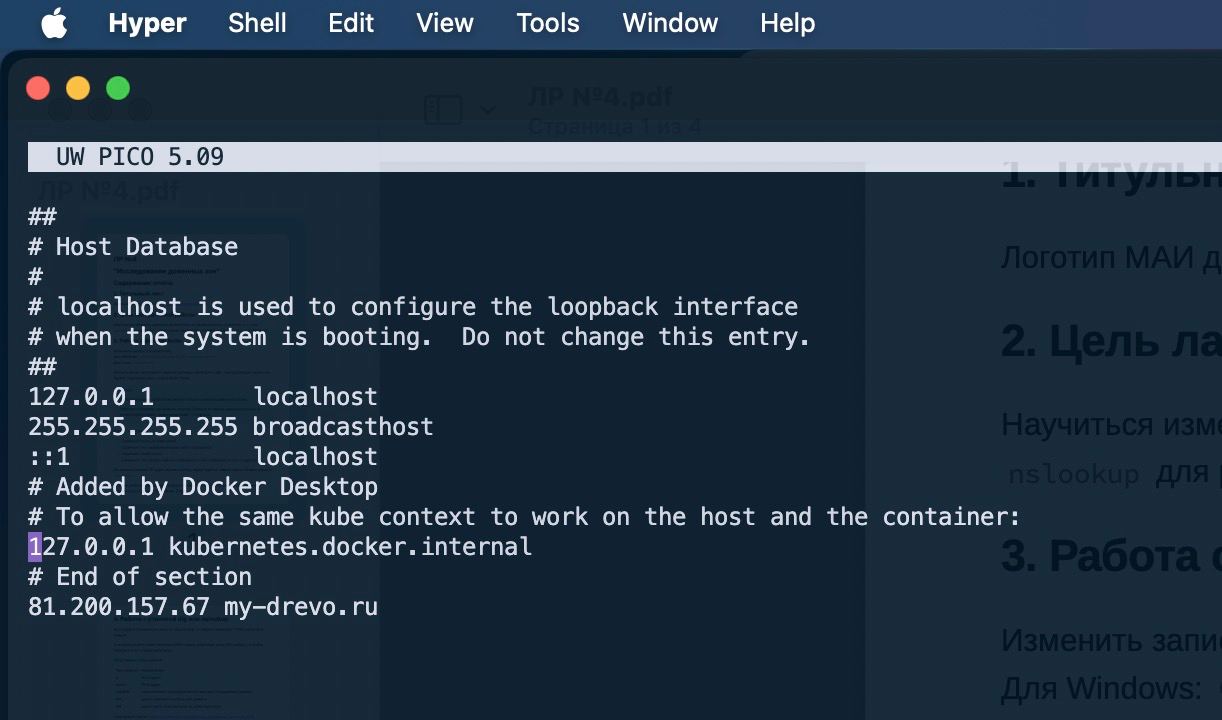 Hyper Shell Edit View Tools Window Help
ЛР №4.pdf
Страница 1 из 4
UW PICO 5.09
ЛР №4.pdf
##
# Host Database
#
# localhost is used to configure the loopback interface
# when the system is booting.  Do not change this entry.
##
127.0.0.1 localhost
255.255.255.255 broadcasthost
::1 localhost
# Added by Docker Desktop
# To allow the same kube context to work on the host and the container:
127.0.0.1 kubernetes.docker.internal
# End of section
81.200.157.67 my-drevo.ru
1. Титульн
Логотип МАИ д
2. Цель ла
Научиться изме
nslookup для
3. Работа с
Изменить запи
Для Windows: